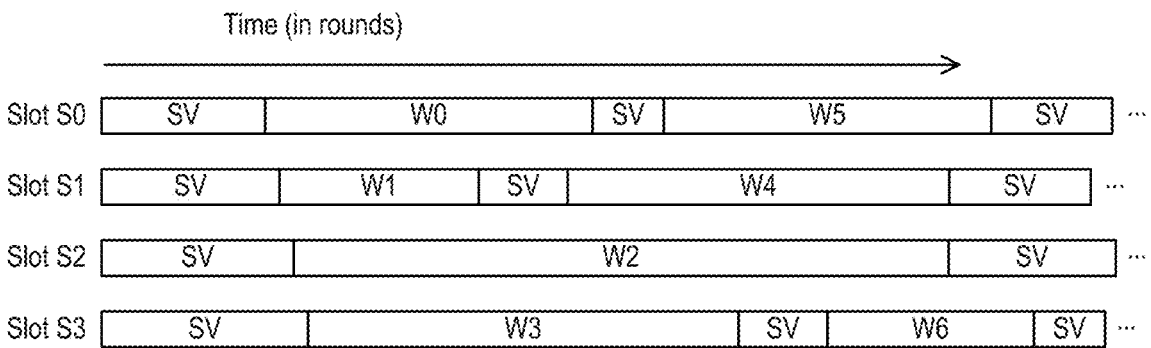 Time (in rounds)
Slot S0 SV W0 SV W5 SV ...
Slot S1 SV W1 SV W4 SV ...
Slot S2 SV W2 SV ...
Slot S3 SV W3 SV W6 SV ...